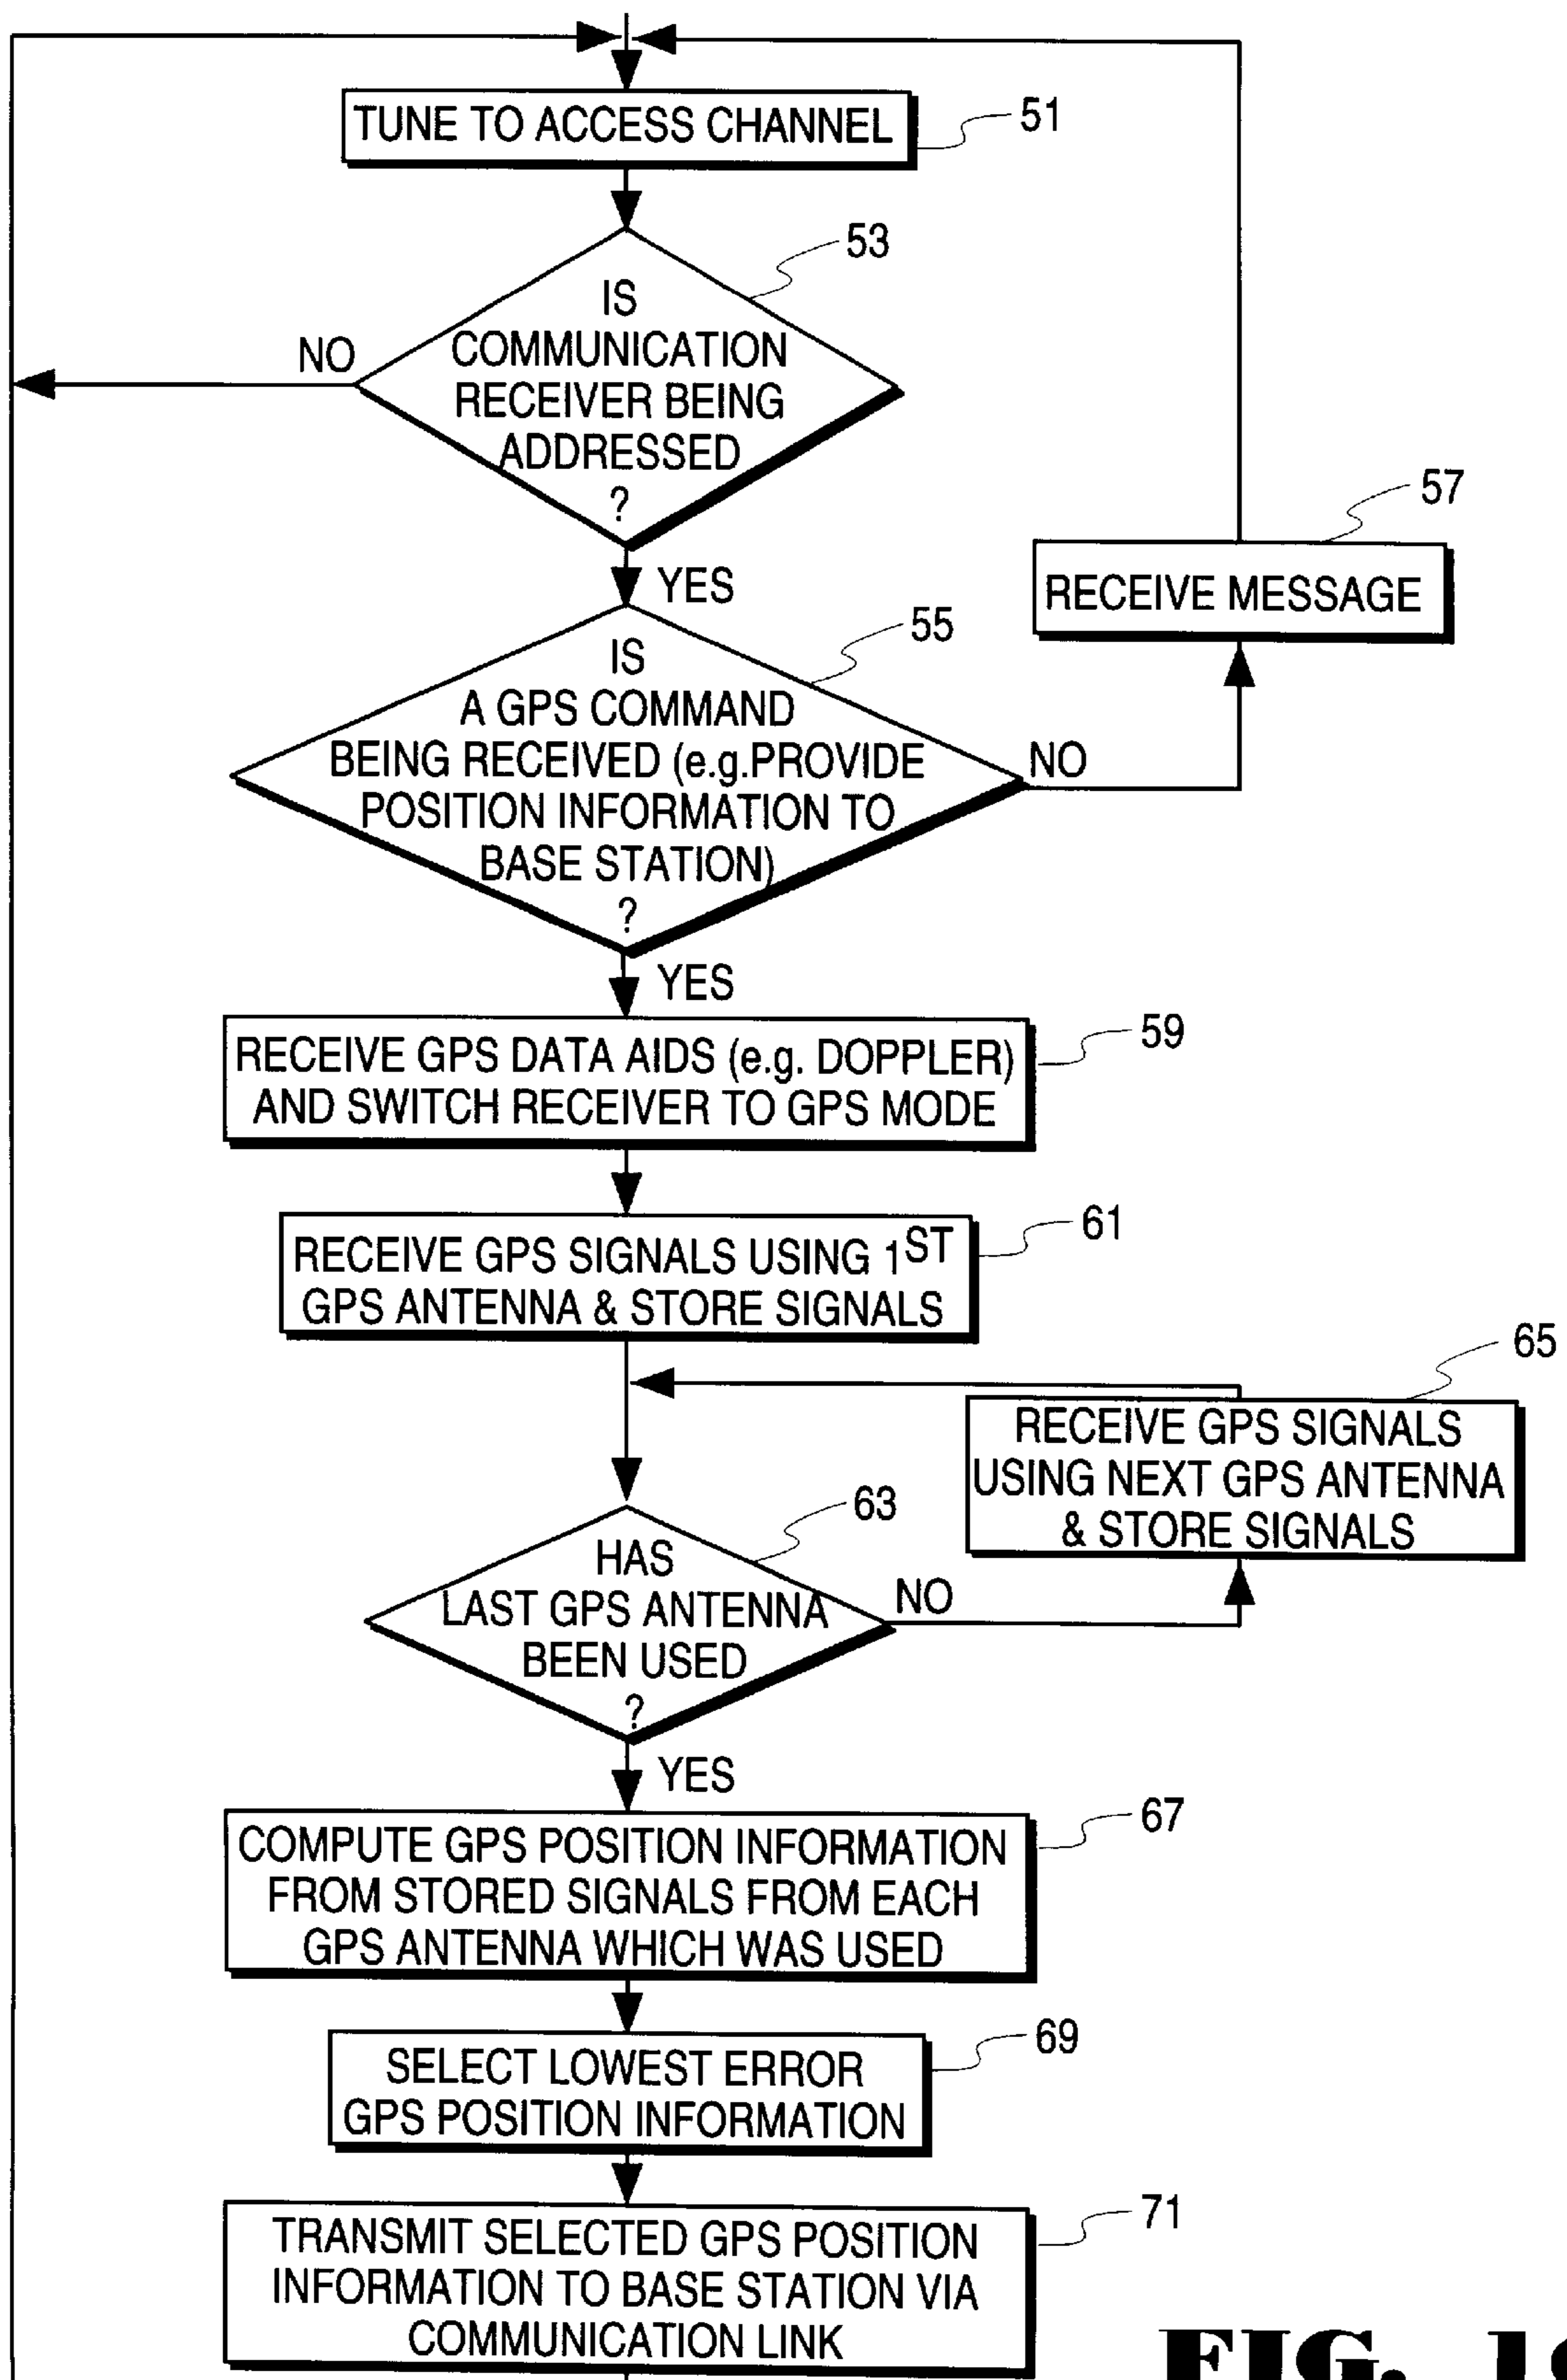 TUNE TO ACCESS CHANNEL
51
53
IS
COMMUNICATION
RECEIVER BEING
ADDRESSED
?
NO
YES
57
RECEIVE MESSAGE
55
IS
A GPS COMMAND
BEING RECEIVED (e.g.PROVIDE
POSITION INFORMATION TO
BASE STATION)
?
NO
YES
59
RECEIVE GPS DATA AIDS (e.g. DOPPLER)
AND SWITCH RECEIVER TO GPS MODE
61
RECEIVE GPS SIGNALS USING 1ST
GPS ANTENNA & STORE SIGNALS
65
RECEIVE GPS SIGNALS
USING NEXT GPS ANTENNA
& STORE SIGNALS
63
HAS
LAST GPS ANTENNA
BEEN USED
?
NO
YES
67
COMPUTE GPS POSITION INFORMATION
FROM STORED SIGNALS FROM EACH
GPS ANTENNA WHICH WAS USED
69
SELECT LOWEST ERROR
GPS POSITION INFORMATION
71
TRANSMIT SELECTED GPS POSITION
INFORMATION TO BASE STATION VIA
COMMUNICATION LINK
FIG.